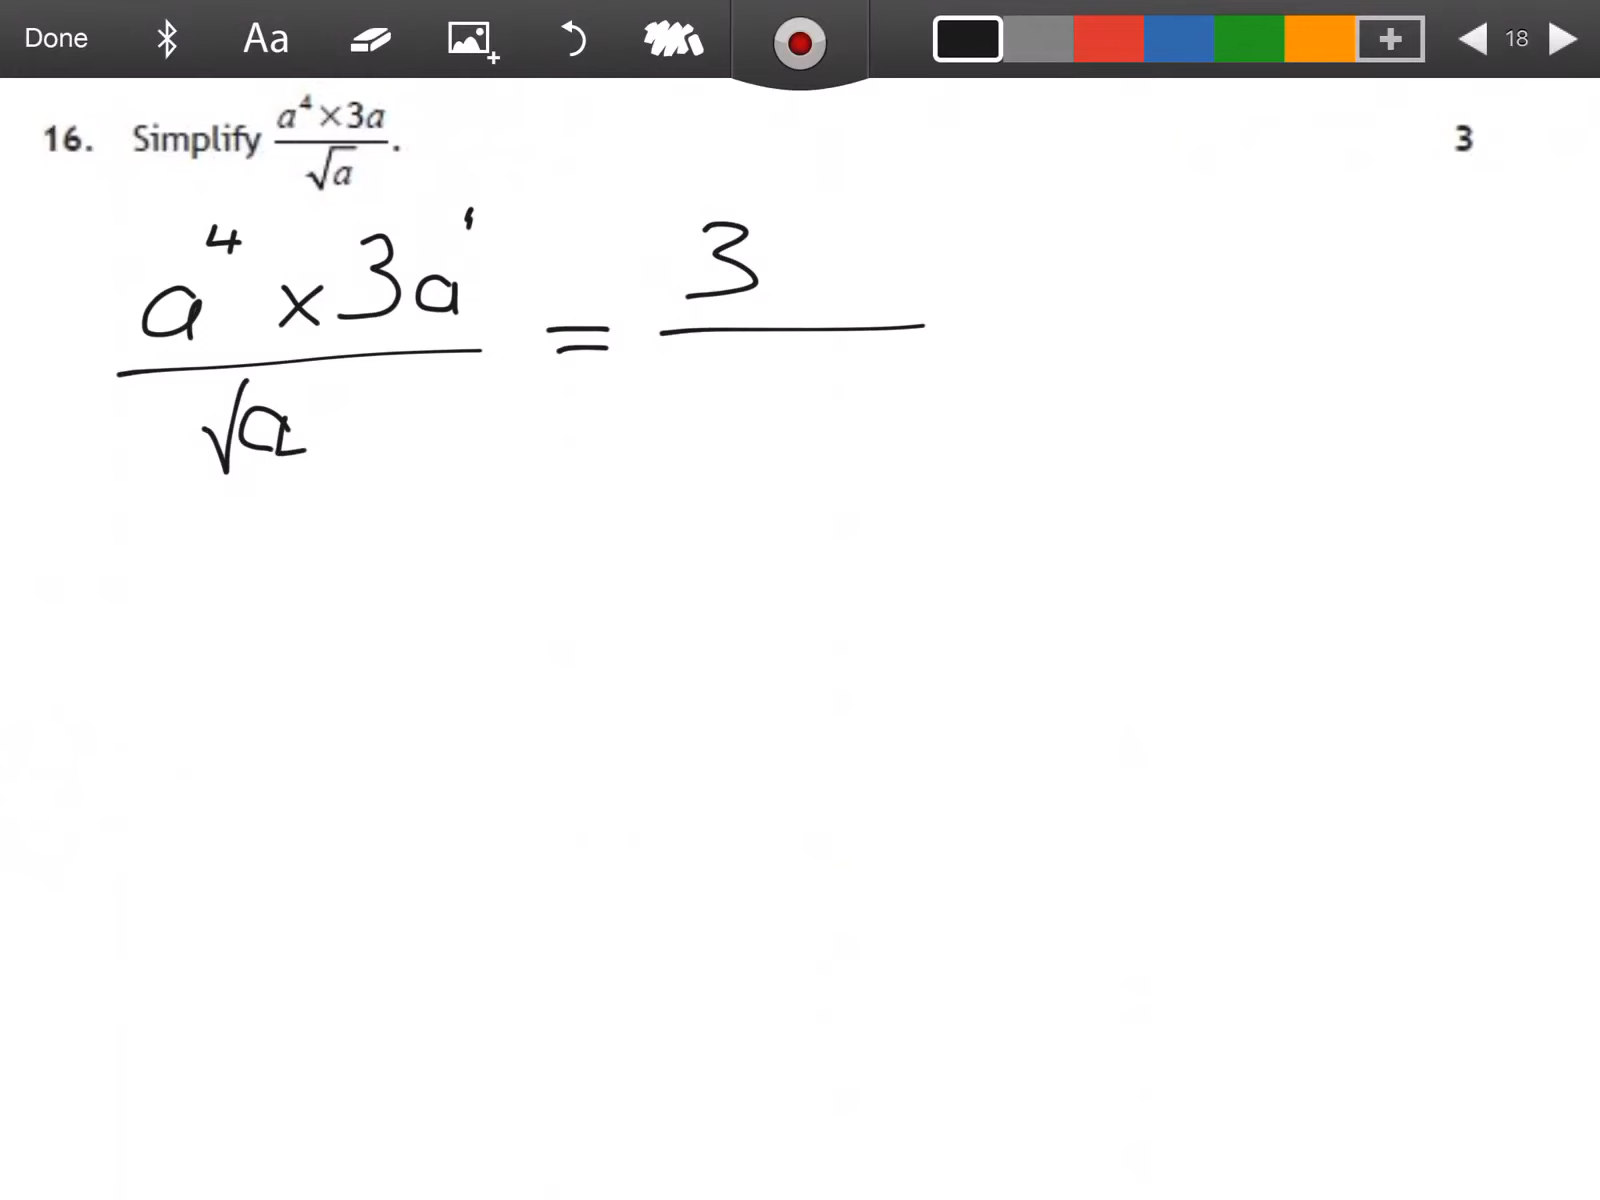 Done Aa 18
16. Simplify a⁴×3a/√a. 3
a⁴ × 3a¹ / √a = 3